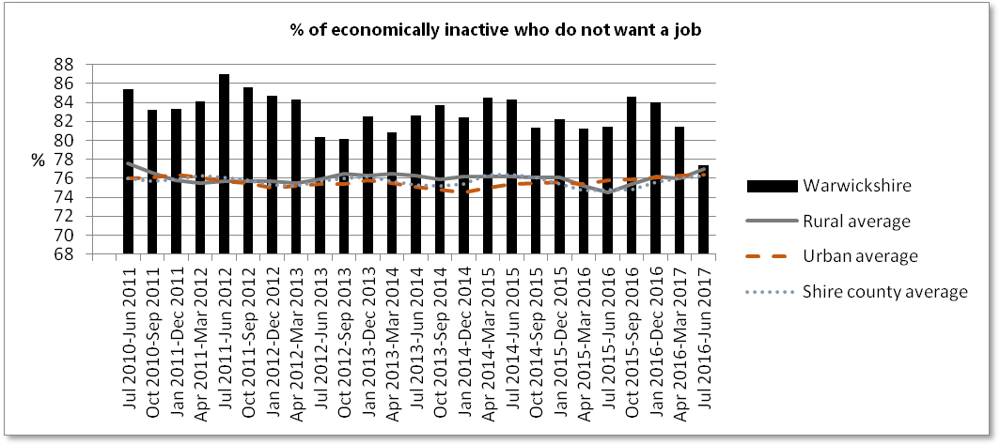 % of economically inactive who do not want a job
88
86
84
82
80
78
76
74
72
70
68
%
Jul 2010-Jun 2011
Oct 2010-Sep 2011
Jan 2011-Dec 2011
Apr 2011-Mar 2012
Jul 2011-Jun 2012
Oct 2011-Sep 2012
Jan 2012-Dec 2012
Apr 2012-Mar 2013
Jul 2012-Jun 2013
Oct 2012-Sep 2013
Jan 2013-Dec 2013
Apr 2013-Mar 2014
Jul 2013-Jun 2014
Oct 2013-Sep 2014
Jan 2014-Dec 2014
Apr 2014-Mar 2015
Jul 2014-Jun 2015
Oct 2014-Sep 2015
Jan 2015-Dec 2015
Apr 2015-Mar 2016
Jul 2015-Jun 2016
Oct 2015-Sep 2016
Jan 2016-Dec 2016
Apr 2016-Mar 2017
Jul 2016-Jun 2017
Warwickshire
Rural average
Urban average
Shire county average